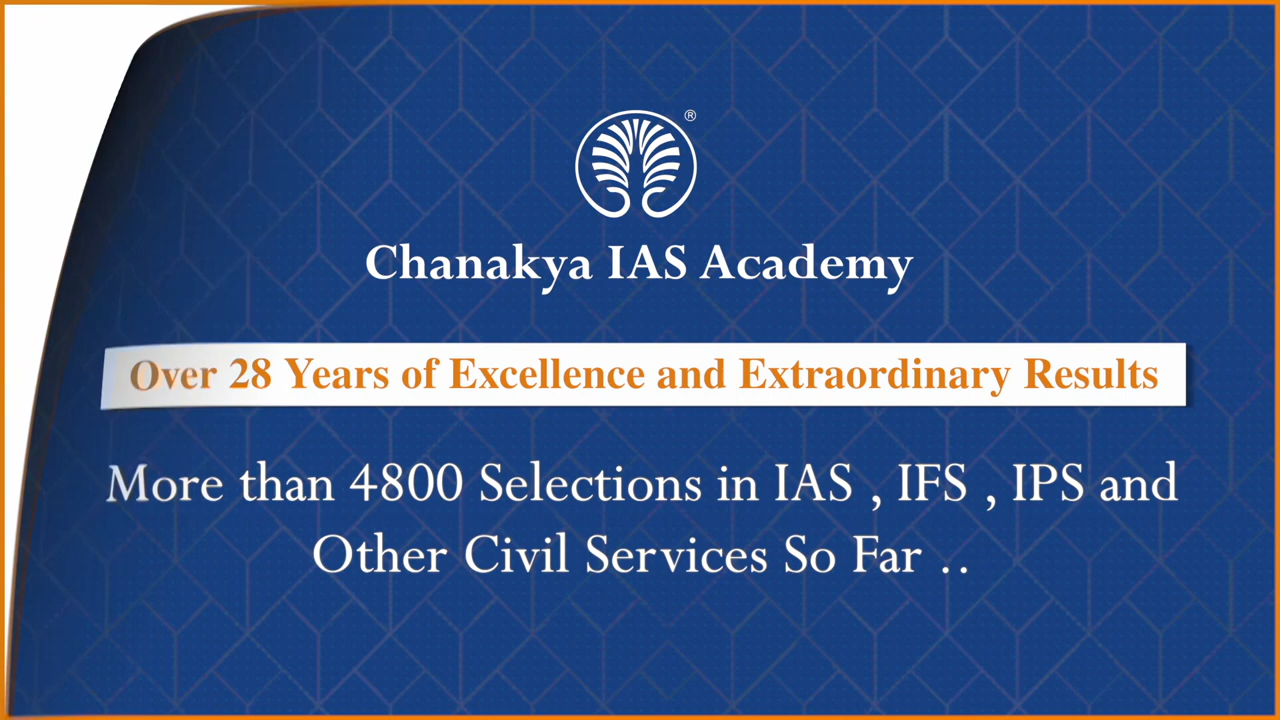 ®
Chanakya IAS Academy
Over 28 Years of Excellence and Extraordinary Results
More than 4800 Selections in IAS , IFS , IPS and
Other Civil Services So Far ..